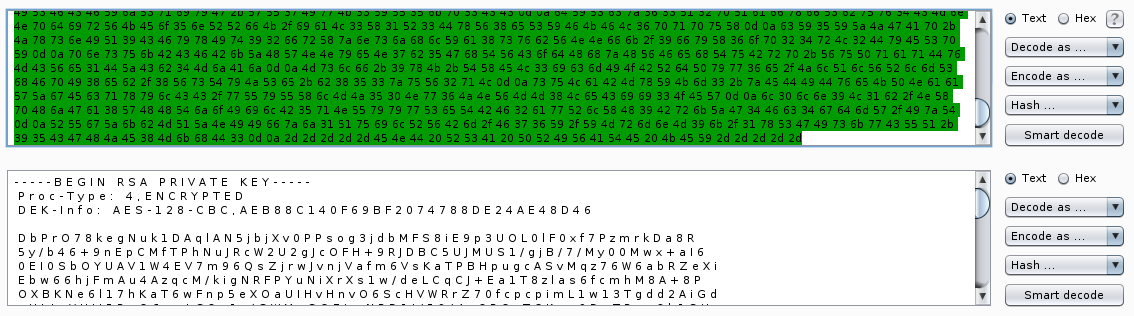 4e 70 64 72 56 4b 45 6f 35 6e 52 52 66 4b 2f 69 61 4c 33 58 31 52 33 44 78 56 38 65 53 59 46 4b 46 4c 36 70 71 70 75 58 0d 0a 63 59 35 59 5a 4a 47 41 70 2b
4a 78 73 6e 49 51 39 43 46 79 78 49 74 39 32 66 72 58 7a 6e 73 6a 68 6c 59 61 38 73 76 62 56 4e 4e 66 6b 2f 39 66 79 58 36 6f 70 32 34 72 4c 32 44 79 45 53 70
59 0d 0a 70 6e 73 75 6b 42 43 46 42 6b 5a 48 57 4e 4e 79 65 4e 37 62 35 47 68 54 56 43 6f 64 48 68 7a 48 56 46 65 68 54 75 42 72 70 2b 56 75 50 71 61 71 44 76
4d 43 56 65 31 44 5a 43 62 34 4d 6a 41 6a 0d 0a 4d 73 6c 66 2b 39 78 4b 2b 54 58 45 4c 33 69 63 6d 49 4f 42 52 64 50 79 77 36 65 2f 4a 6c 51 6c 56 52 6c 6d 53
68 46 70 49 38 65 62 2f 38 56 73 54 79 4a 53 65 2b 62 38 35 33 7a 75 56 32 71 4c 0d 0a 73 75 4c 61 42 4d 78 59 4b 6d 33 2b 7a 45 44 49 44 76 65 4b 50 4e 61 61
57 5a 67 45 63 71 78 79 6c 43 43 2f 77 55 79 55 58 6c 4d 4a 35 30 4e 77 36 4a 4e 56 4d 4d 38 4c 65 43 69 69 33 4f 45 57 0d 0a 6c 30 6c 6e 39 4c 31 62 2f 4e 58
70 48 6a 47 61 38 57 48 48 54 6a 6f 49 69 6c 42 35 71 4e 55 79 79 77 53 65 54 42 46 32 61 77 52 6c 58 48 39 42 72 6b 5a 47 34 46 63 34 67 64 6d 57 2f 49 7a 54
0d 0a 52 55 67 5a 6b 62 4d 51 5a 4e 49 49 66 7a 6a 31 51 75 69 6c 52 56 42 6d 2f 46 37 36 59 2f 59 4d 72 6d 6e 4d 39 6b 2f 31 78 53 47 49 73 6b 77 43 55 51 2b
39 35 43 47 48 4a 45 38 4d 6b 68 44 33 0d 0a 2d 2d 2d 2d 2d 45 4e 44 20 52 53 41 20 50 52 49 56 41 54 45 20 4b 45 59 2d 2d 2d 2d 2d
Text Hex ?
Decode as ...
Encode as ...
Hash ...
Smart decode
-----BEGIN RSA PRIVATE KEY-----
Proc-Type: 4,ENCRYPTED
DEK-Info: AES-128-CBC,AEB88C140F69BF2074788DE24AE48D46
DbPrO78kegNuk1DAqlAN5jbjXv0PPsog3jdbMFS8iE9p3UOL0lF0xf7PzmrkDa8R
5y/b46+9nEpCMfTPhNuJRcW2U2gJcOFH+9RJDBC5UJMUS1/gjB/7/My00Mwx+aI6
0EI0SbOYUAV1W4EV7m96QsZjrwJvnjVafm6VsKaTPBHpugcASvMqz76W6abRZeXi
Ebw66hjFmAu4AzqcM/kigNRFPYuNiXrXs1w/deLCqCJ+Ea1T8zlas6fcmhM8A+8P
OXBKNe6l17hKaT6wFnp5eXOaUIHvHnvO6ScHVWRrZ70fcpcpimL1w13Tgdd2AiGd
Text Hex
Decode as ...
Encode as ...
Hash ...
Smart decode